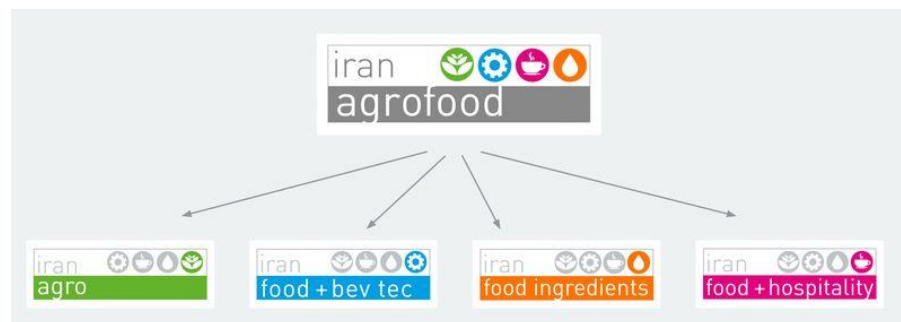 iran
agrofood
iran
agro
iran
food + bev tec
iran
food ingredients
iran
food + hospitality